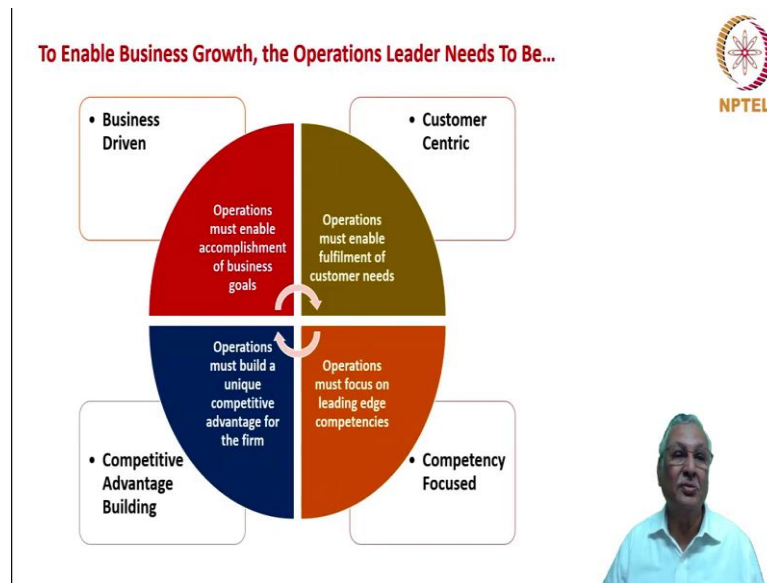 To Enable Business Growth, the Operations Leader Needs To Be...
NPTEL
• Business
Driven
• Customer
Centric
Operations
must enable
accomplishment
of business
goals
Operations
must enable
fulfilment of
customer needs
Operations
must build a
unique
competitive
advantage for
the firm
Operations
must focus on
leading edge
competencies
• Competitive
Advantage
Building
• Competency
Focused